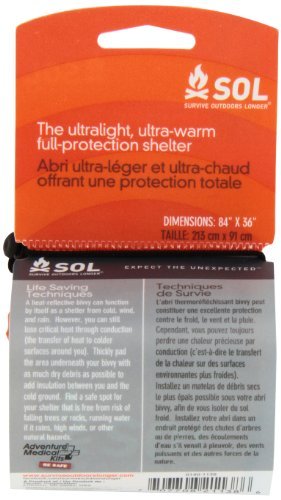 SOL
SURVIVE OUTDOORS LONGER
The ultralight, ultra-warm
full-protection shelter
Abri ultra-léger et ultra-chaud
offrant une protection totale
DIMENSIONS: 84" X 36"
TAILLE: 213 cm x 91 cm
SOL
SURVIVE OUTDOORS LONGER
EXPECT THE UNEXPECTED
Life Saving
Techniques
A heat-reflective bivvy can function
by itself as shelter from cold, wind,
and rain. However, you can still
lose critical heat through conduction
(the transfer of heat to colder
surfaces around you). Thickly pad
the area underneath your bivvy with
as much dry debris as possible to
add insulation between you and the
cold ground. Find a safe spot for
your shelter that is free from risk of
falling trees or rocks, running water
if it rains, high winds, or other
natural hazards.
Adventure
Medical
Kits
BE SAFE
Techniques
de Survie
L'abri thermoréfléchissant bivvy peut
constituer une excellente protection
contre le froid, le vent et la pluie.
Cependant, vous pouvez toujours
perdre une chaleur précieuse par
conduction (c'est-à-dire le transfert
de la chaleur sur des surfaces
environnantes plus froides).
Installez un matelas de débris secs
le plus épais possible sous votre abri
bivvy, afin de vous isoler du sol
froid. Installez votre abri dans un
endroit protégé des chutes d'arbres
ou de pierres, des écoulements
d'eau s'il venait à pleuvoir, de vents
puissants et des autres catastrophes
naturelles.